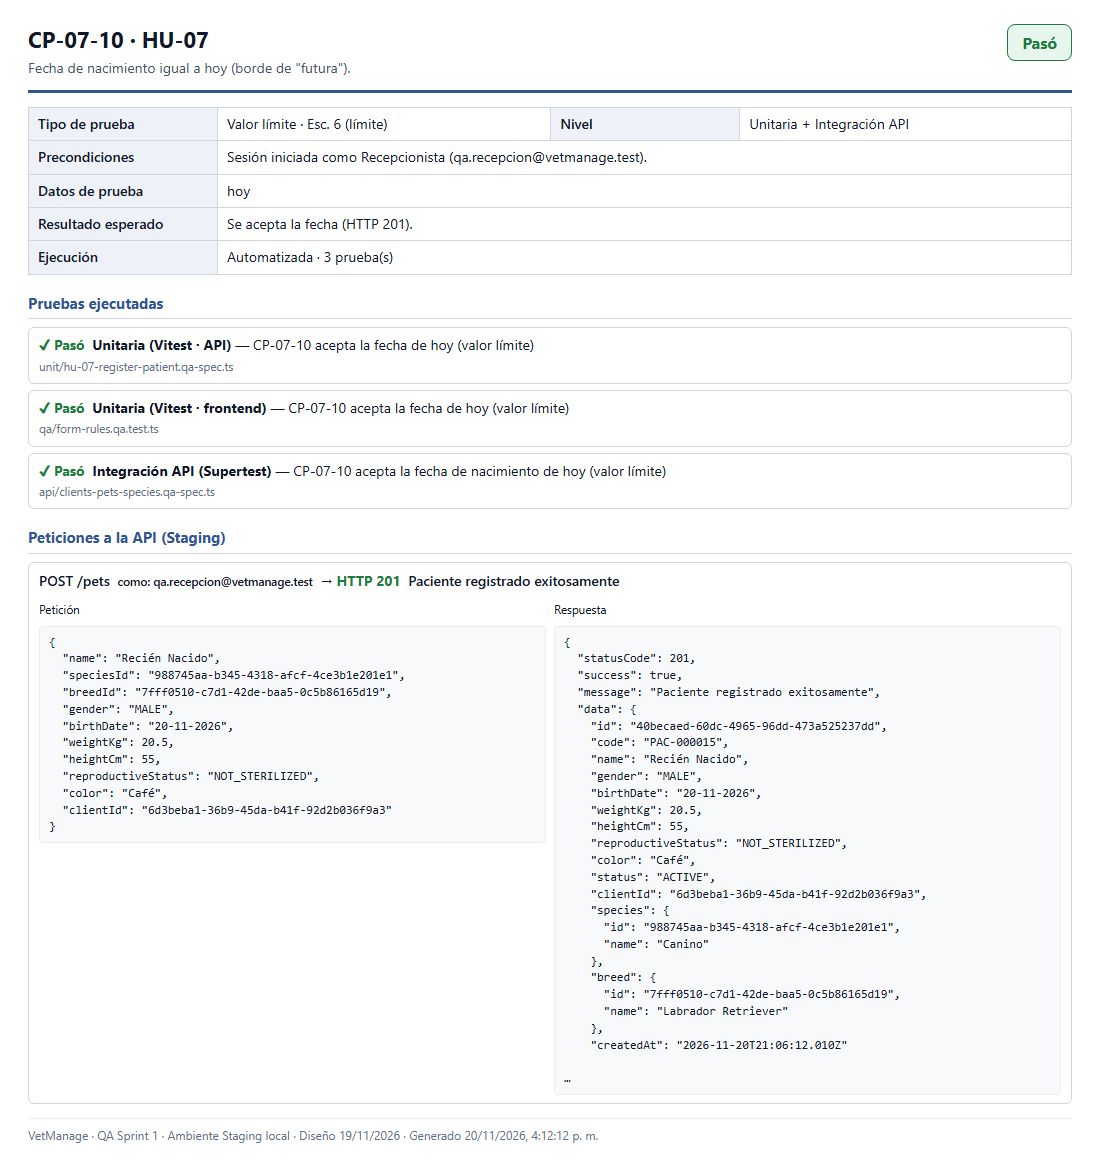 CP-07-10 · HU-07
Pasó
Fecha de nacimiento igual a hoy (borde de "futura").
Tipo de prueba Valor límite · Esc. 6 (límite) Nivel Unitaria + Integración API
Precondiciones Sesión iniciada como Recepcionista (qa.recepcion@vetmanage.test).
Datos de prueba hoy
Resultado esperado Se acepta la fecha (HTTP 201).
Ejecución Automatizada · 3 prueba(s)
Pruebas ejecutadas
✓ Pasó Unitaria (Vitest · API) — CP-07-10 acepta la fecha de hoy (valor límite)
unit/hu-07-register-patient.qa-spec.ts
✓ Pasó Unitaria (Vitest · frontend) — CP-07-10 acepta la fecha de hoy (valor límite)
qa/form-rules.qa.test.ts
✓ Pasó Integración API (Supertest) — CP-07-10 acepta la fecha de nacimiento de hoy (valor límite)
api/clients-pets-species.qa-spec.ts
Peticiones a la API (Staging)
POST /pets como: qa.recepcion@vetmanage.test → HTTP 201 Paciente registrado exitosamente
Petición
{
"name": "Recién Nacido",
"speciesId": "988745aa-b345-4318-afcf-4ce3b1e201e1",
"breedId": "7fff0510-c7d1-42de-baa5-0c5b86165d19",
"gender": "MALE",
"birthDate": "20-11-2026",
"weightKg": 20.5,
"heightCm": 55,
"reproductiveStatus": "NOT_STERILIZED",
"color": "Café",
"clientId": "6d3beba1-36b9-45da-b41f-92d2b036f9a3"
}
Respuesta
{
"statusCode": 201,
"success": true,
"message": "Paciente registrado exitosamente",
"data": {
"id": "40becaed-60dc-4965-96dd-473a525237dd",
"code": "PAC-000015",
"name": "Recién Nacido",
"gender": "MALE",
"birthDate": "20-11-2026",
"weightKg": 20.5,
"heightCm": 55,
"reproductiveStatus": "NOT_STERILIZED",
"color": "Café",
"status": "ACTIVE",
"clientId": "6d3beba1-36b9-45da-b41f-92d2b036f9a3",
"species": {
"id": "988745aa-b345-4318-afcf-4ce3b1e201e1",
"name": "Canino"
},
"breed": {
"id": "7fff0510-c7d1-42de-baa5-0c5b86165d19",
"name": "Labrador Retriever"
},
"createdAt": "2026-11-20T21:06:12.010Z"
…
VetManage · QA Sprint 1 · Ambiente Staging local · Diseño 19/11/2026 · Generado 20/11/2026, 4:12:12 p. m.